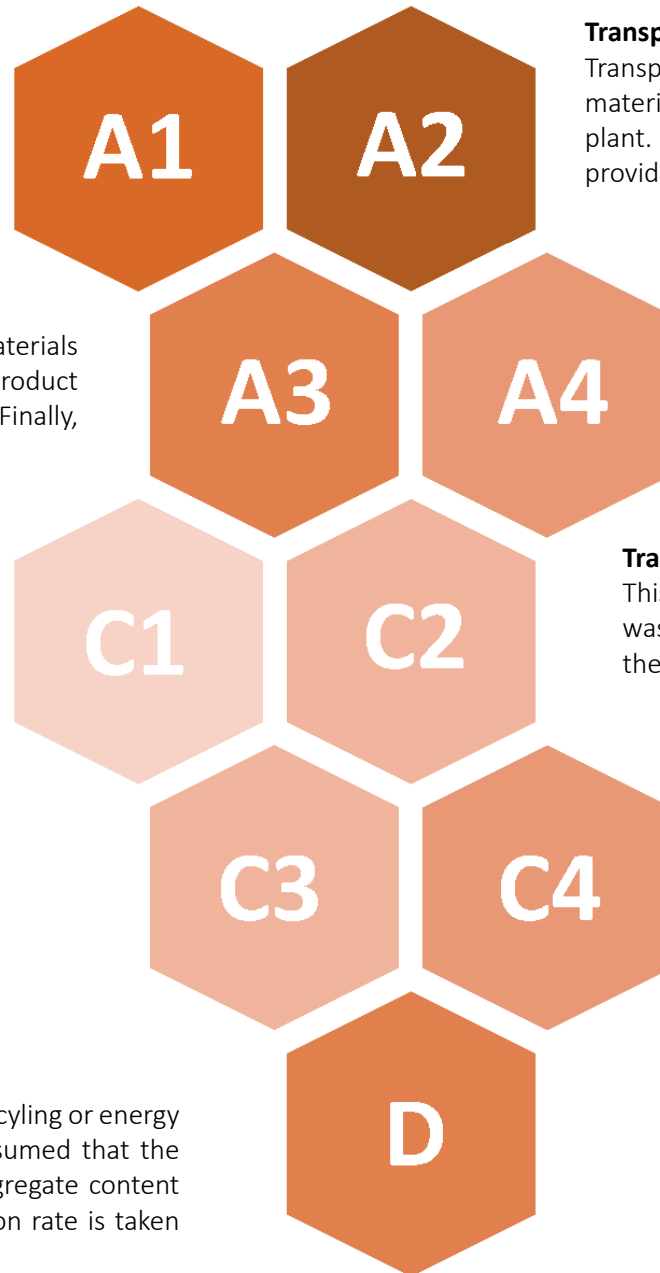 A1
A2
Transp
Transp
materi
plant.
provid
aterials
roduct
Finally,
A3
A4
C1
C2
Tra
This
was
the
C3
C4
D
cyling or energy
sumed that the
gregate content
on rate is taken